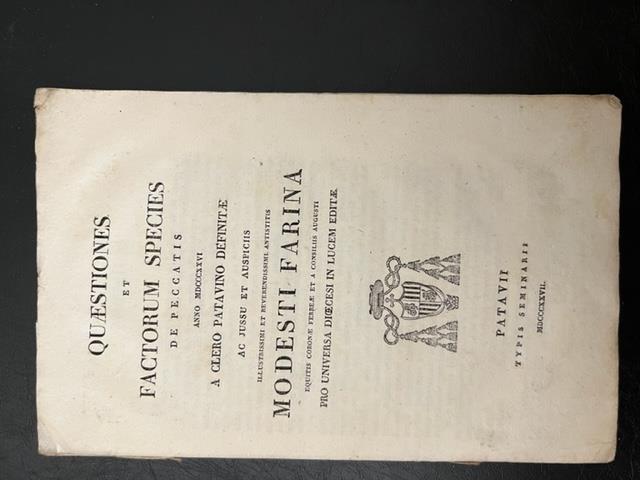 QUÆSTIONES
ET
FACTORUM SPECIES
DE PECCATIS
ANNO MDCCCXXVI
A CLERO PATAVINO DEFINITÆ
AC JUSSU ET AUSPICIIS
ILLUSTRISSIMI ET REVERENDISSIMI ANTISTITIS
MODESTI FARINA
EQUITIS CORONÆ FERREÆ ET A CONSILIIS AUGUSTI
PRO UNIVERSA DIŒCESI IN LUCEM EDITÆ
PATAVII
TYPIS SEMINARII
MDCCCXXVII.